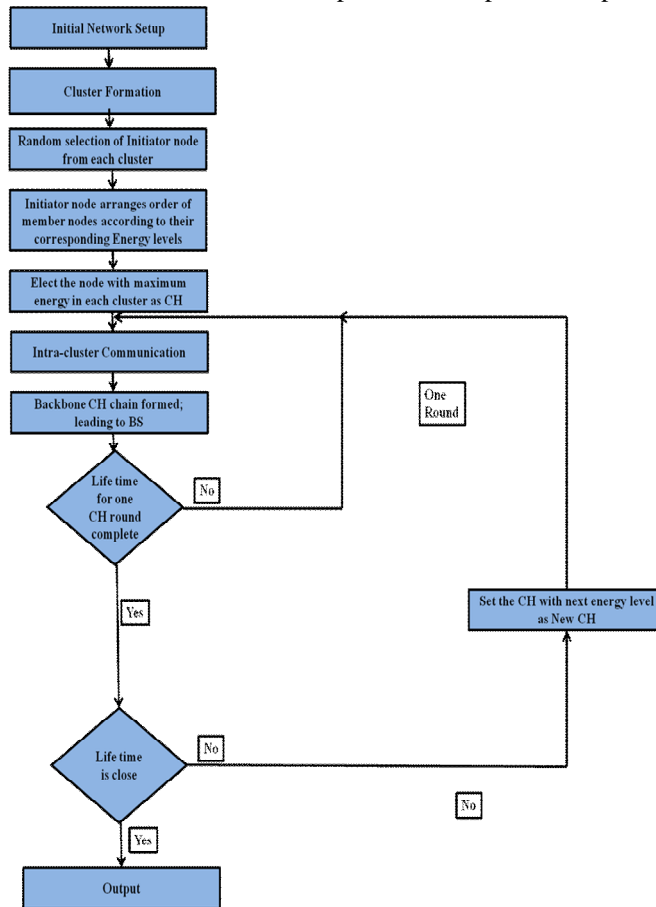 Initial Network Setup
Cluster Formation
Random selection of Initiator node
from each cluster
Initiator node arranges order of
member nodes according to their
corresponding Energy levels
Elect the node with maximum
energy in each cluster as CH
Intra-cluster Communication
Backbone CH chain formed;
leading to BS
One
Round
Life time
for one
CH round
complete
No
Yes
Set the CH with next energy level
as New CH
Life time
is close
No
No
Yes
Output